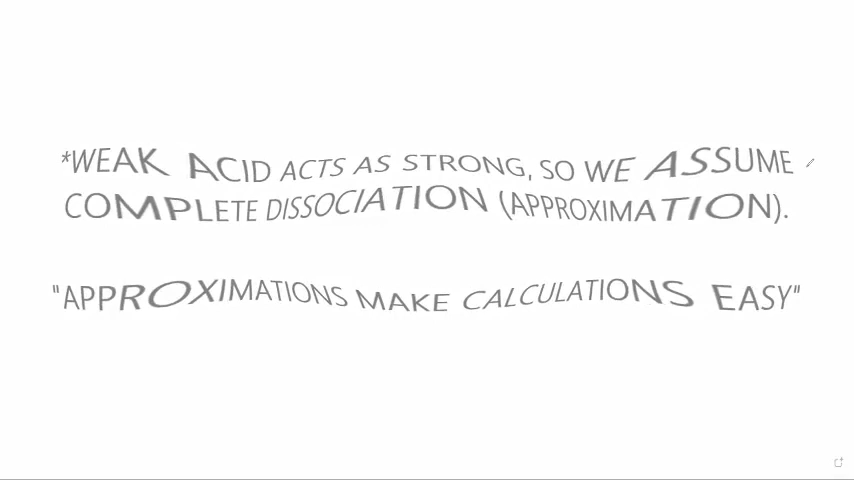 *WEAK ACID ACTS AS STRONG, SO WE ASSUME
COMPLETE DISSOCIATION (APPROXIMATION).
"APPROXIMATIONS MAKE CALCULATIONS EASY"